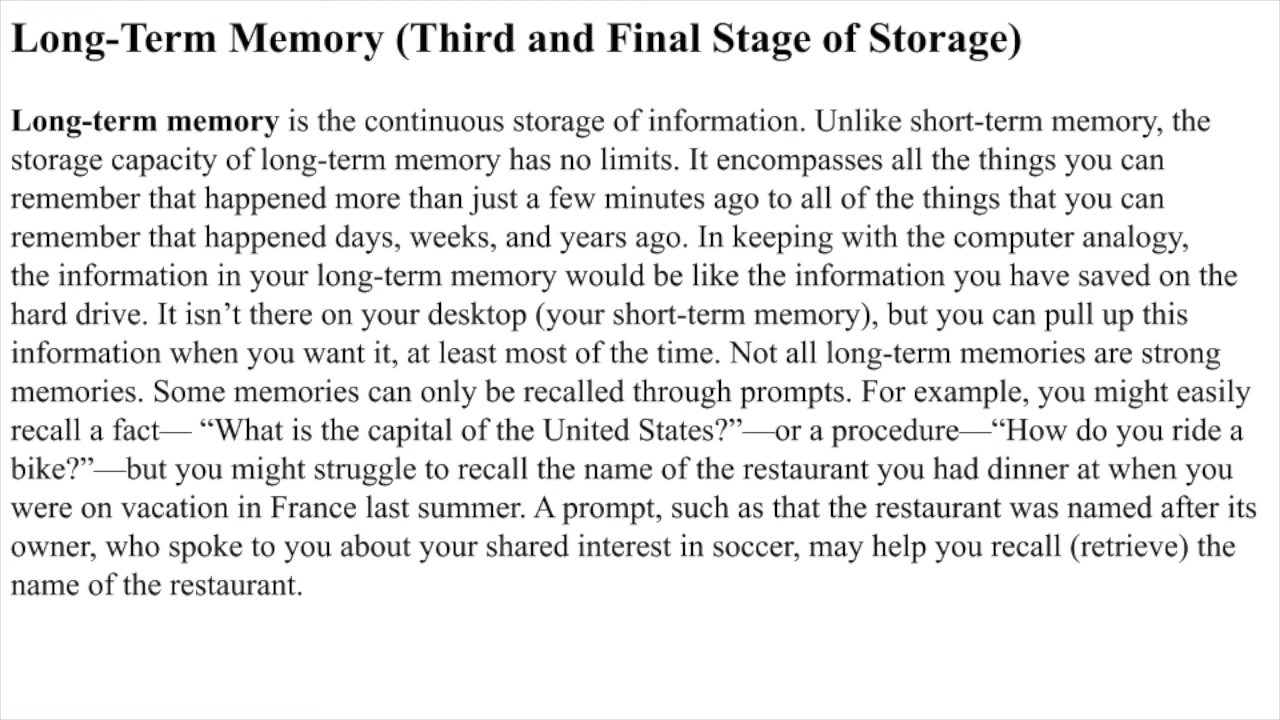 Long-Term Memory (Third and Final Stage of Storage)
Long-term memory is the continuous storage of information. Unlike short-term memory, the
storage capacity of long-term memory has no limits. It encompasses all the things you can
remember that happened more than just a few minutes ago to all of the things that you can
remember that happened days, weeks, and years ago. In keeping with the computer analogy,
the information in your long-term memory would be like the information you have saved on the
hard drive. It isn’t there on your desktop (your short-term memory), but you can pull up this
information when you want it, at least most of the time. Not all long-term memories are strong
memories. Some memories can only be recalled through prompts. For example, you might easily
recall a fact— “What is the capital of the United States?”—or a procedure—“How do you ride a
bike?”—but you might struggle to recall the name of the restaurant you had dinner at when you
were on vacation in France last summer. A prompt, such as that the restaurant was named after its
owner, who spoke to you about your shared interest in soccer, may help you recall (retrieve) the
name of the restaurant.